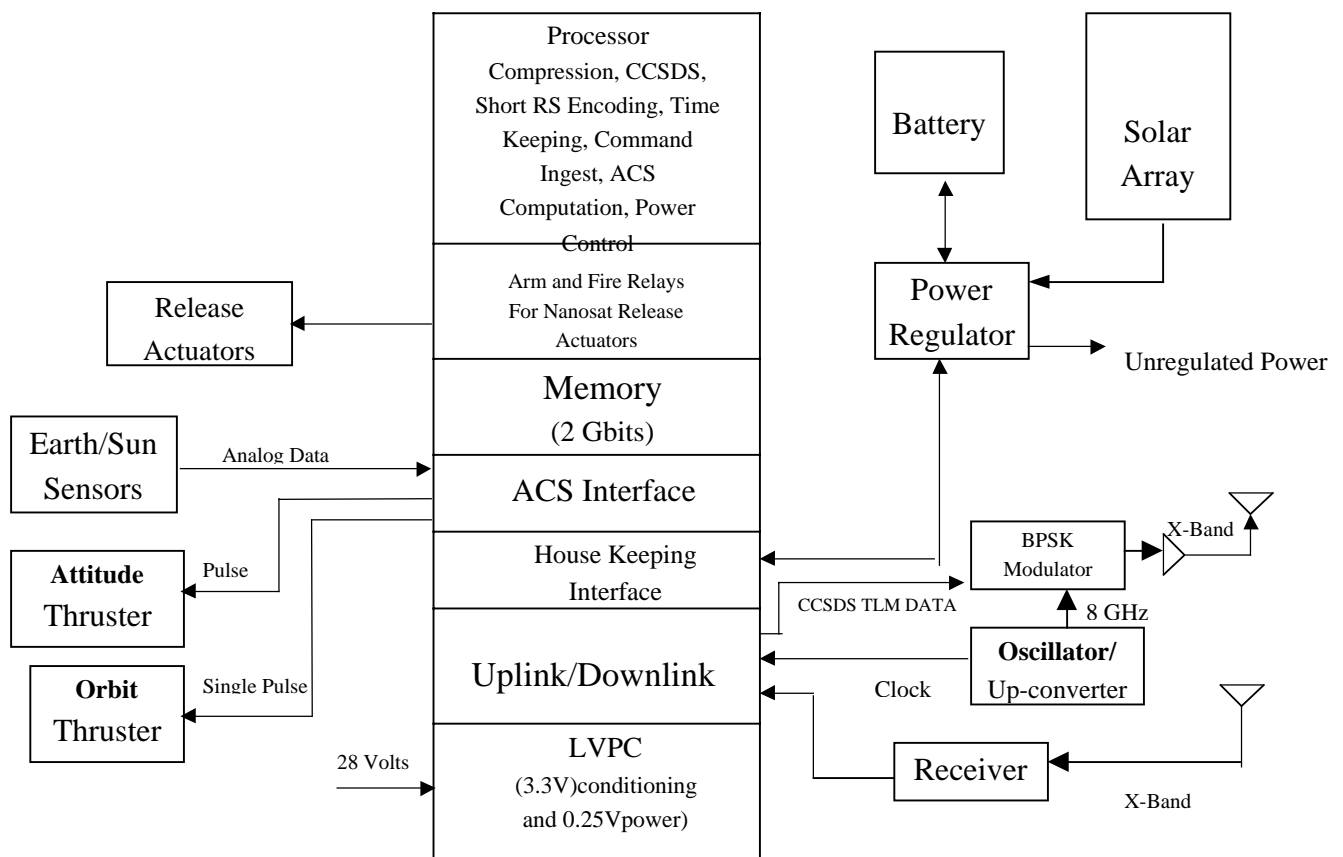 Processor
Compression, CCSDS,
Short RS Encoding, Time
Keeping, Command
Ingest, ACS
Computation, Power
Control
Arm and Fire Relays
For Nanosat Release
Actuators
Memory
(2 Gbits)
ACS Interface
House Keeping
Interface
Uplink/Downlink
LVPC
(3.3V)conditioning
and 0.25Vpower)
Release
Actuators
Earth/Sun
Sensors
Analog Data
Attitude
Thruster
Pulse
Orbit
Thruster
Single Pulse
28 Volts
Battery
Solar
Array
Power
Regulator
Unregulated Power
BPSK
Modulator
X-Band
CCSDS TLM DATA
8 GHz
Oscillator/
Up-converter
Clock
Receiver
X-Band